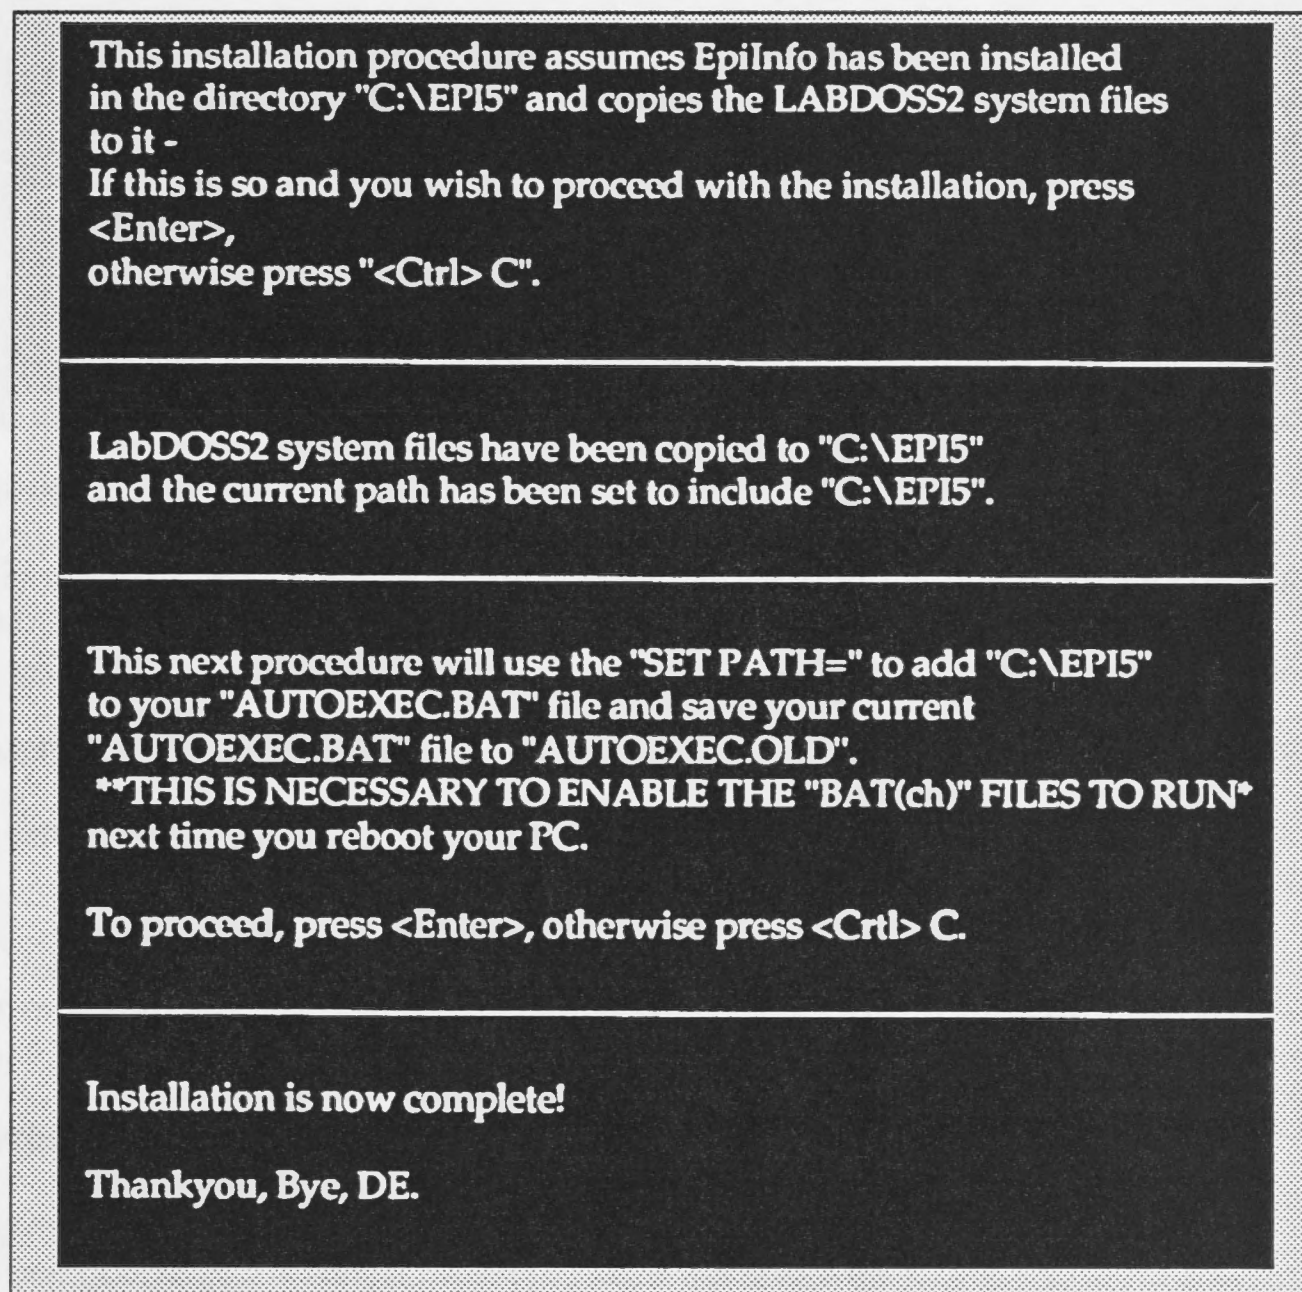 This installation procedure assumes EpiInfo has been installed
in the directory "C:\EPI5" and copies the LABDOSS2 system files
to it -
If this is so and you wish to proceed with the installation, press
<Enter>,
otherwise press "<Ctrl> C".
LabDOSS2 system files have been copied to "C:\EPI5"
and the current path has been set to include "C:\EPI5".
This next procedure will use the "SET PATH=" to add "C:\EPI5"
to your "AUTOEXEC.BAT" file and save your current
"AUTOEXEC.BAT" file to "AUTOEXEC.OLD".
**THIS IS NECESSARY TO ENABLE THE "BAT(ch)" FILES TO RUN*
next time you reboot your PC.
To proceed, press <Enter>, otherwise press <Crtl> C.
Installation is now complete!
Thankyou, Bye, DE.